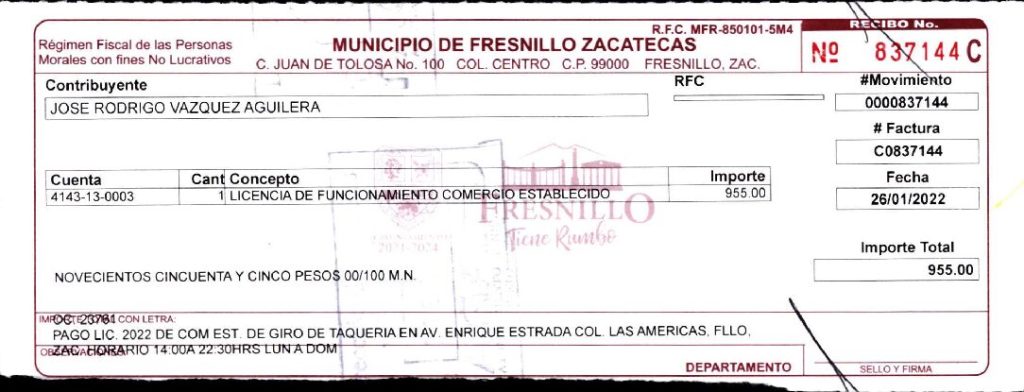 R.F.C. MFR-850101-5M4
RECIBO No.
Régimen Fiscal de las Personas
Morales con fines No Lucrativos
MUNICIPIO DE FRESNILLO ZACATECAS
C. JUAN DE TOLOSA No. 100 COL. CENTRO C.P. 99000 FRESNILLO, ZAC.
Nº 837144 C
Contribuyente
RFC
#Movimiento
JOSE RODRIGO VAZQUEZ AGUILERA
0000837144
# Factura
C0837144
Cuenta Cant Concepto Importe
Fecha
4143-13-0003 1 LICENCIA DE FUNCIONAMIENTO COMERCIO ESTABLECIDO 955.00
26/01/2022
FRESNILLO
Tiene Rumbo
2021-2024
Importe Total
955.00
NOVECIENTOS CINCUENTA Y CINCO PESOS 00/100 M.N.
IMPORTE CON LETRA:
PAGO LIC. 2022 DE COM EST. DE GIRO DE TAQUERIA EN AV. ENRIQUE ESTRADA COL. LAS AMERICAS, FLLO,
ZAC. HORARIO 14:00A 22:30HRS LUN A DOM
DEPARTAMENTO
SELLO Y FIRMA